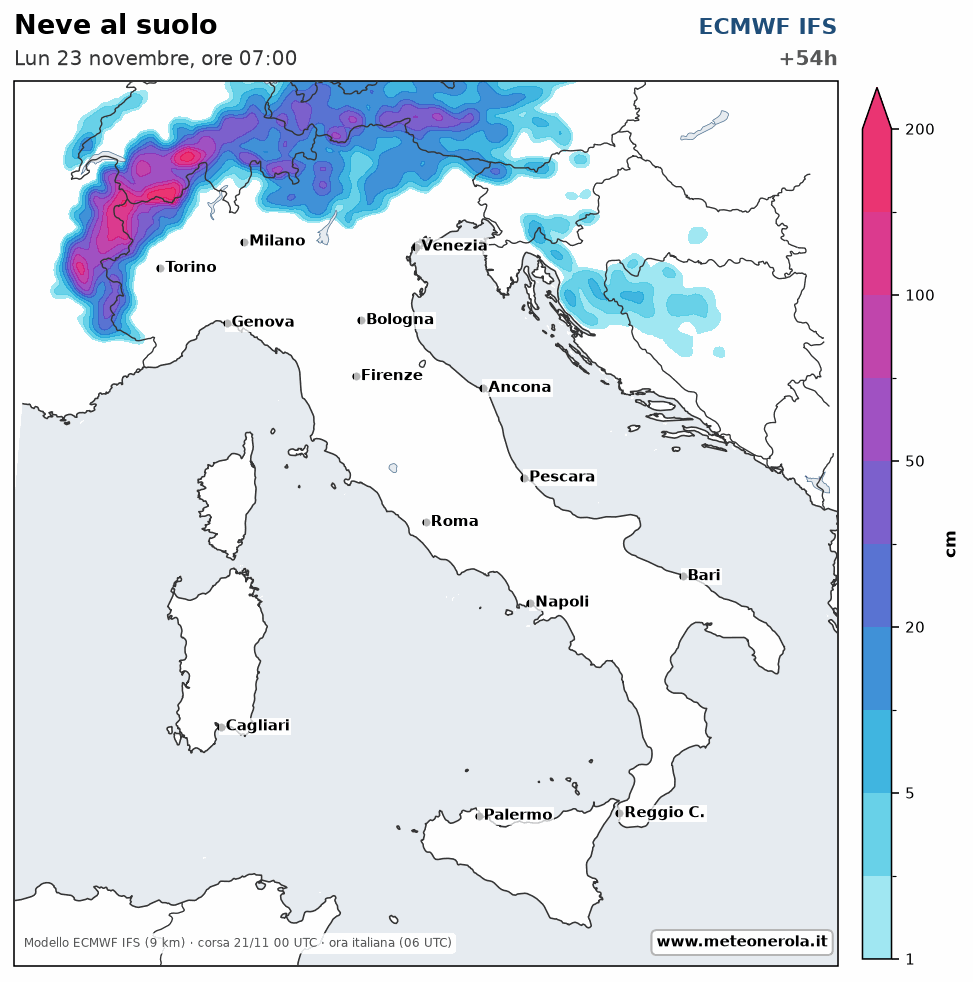 Neve al suolo
ECMWF IFS
Lun 23 novembre, ore 07:00
+54h
200
100
50
20
5
1
cm
Milano
Venezia
Torino
Genova
Bologna
Firenze
Ancona
Pescara
Roma
Bari
Napoli
Cagliari
Palermo
Reggio C.
Modello ECMWF IFS (9 km) · corsa 21/11 00 UTC · ora italiana (06 UTC)
www.meteonerola.it